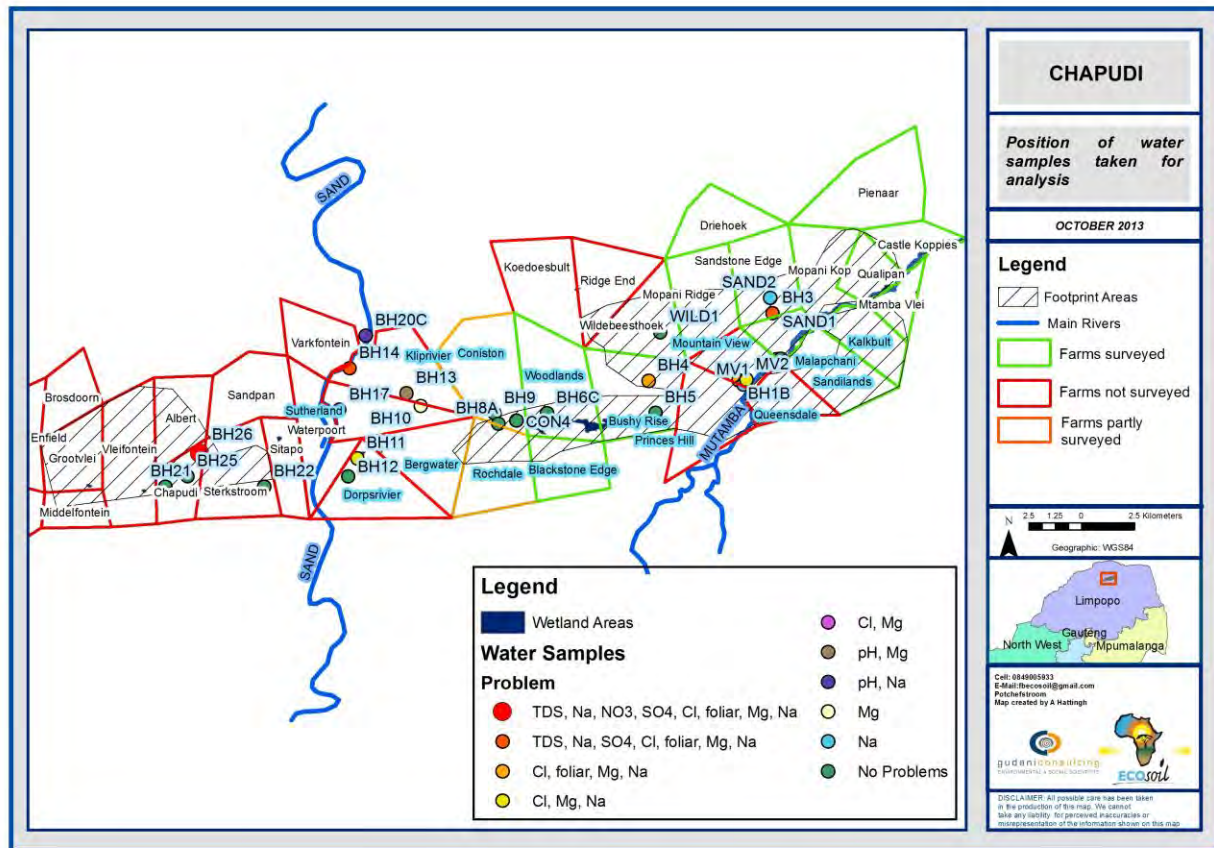 CHAPUDI
Position of water
samples taken for
analysis
OCTOBER 2013
Legend
Footprint Areas
Main Rivers
Farms surveyed
Farms not surveyed
Farms partly
surveyed
N
2.5 1.25 0 2.5 Kilometers
Geographic: WGS84
Limpopo
Gauteng
North West
Mpumalanga
Cell: 0849005933
E-Mail:fbecosoil@gmail.com
Potchefstroom
Map created by A Hattingh
gudaniconsulting
ENVIRONMENTAL & SOCIAL SCIENTISTS
ECOsoil
DISCLAIMER: All possible care has been taken
in the production of this map. We cannot
take any liability for perceived inaccuracies or
misrepresentation of the information shown on this map
SAND
Pienaar
Driehoek
Castle Koppies
Sandstone Edge
Koedoesbult
Mopani Kop
Qualipan
Ridge End
SAND2
Mopani Ridge
BH3
Mtamba Vlei
WILD1
SAND1
Wildebeesthoek
BH20C
Mountain View
Kalkbult
Varkfontein
BH14
Kliprivier
Coniston
BH4
MV2
Malapchani
MV1
BH13
Woodlands
Sandilands
BH17
BH1B
Brosdoorn
Sandpan
BH9
BH6C
BH5
BH8A
Albert
Sutherland
BH10
Queensdale
CON4
Bushy Rise
Enfield
BH26
Waterpoort
MUTAMBA
Vleifontein
BH11
Princes Hill
Grootvlei
BH25
Sitapo
Bergwater
BH21
BH22
BH12
Rochdale
Blackstone Edge
Chapudi
Sterkstroom
Dorpsrivier
Middelfontein
SAND
Legend
Wetland Areas
Water Samples
Problem
TDS, Na, NO3, SO4, Cl, foliar, Mg, Na
TDS, Na, SO4, Cl, foliar, Mg, Na
Cl, foliar, Mg, Na
Cl, Mg, Na
Cl, Mg
pH, Mg
pH, Na
Mg
Na
No Problems